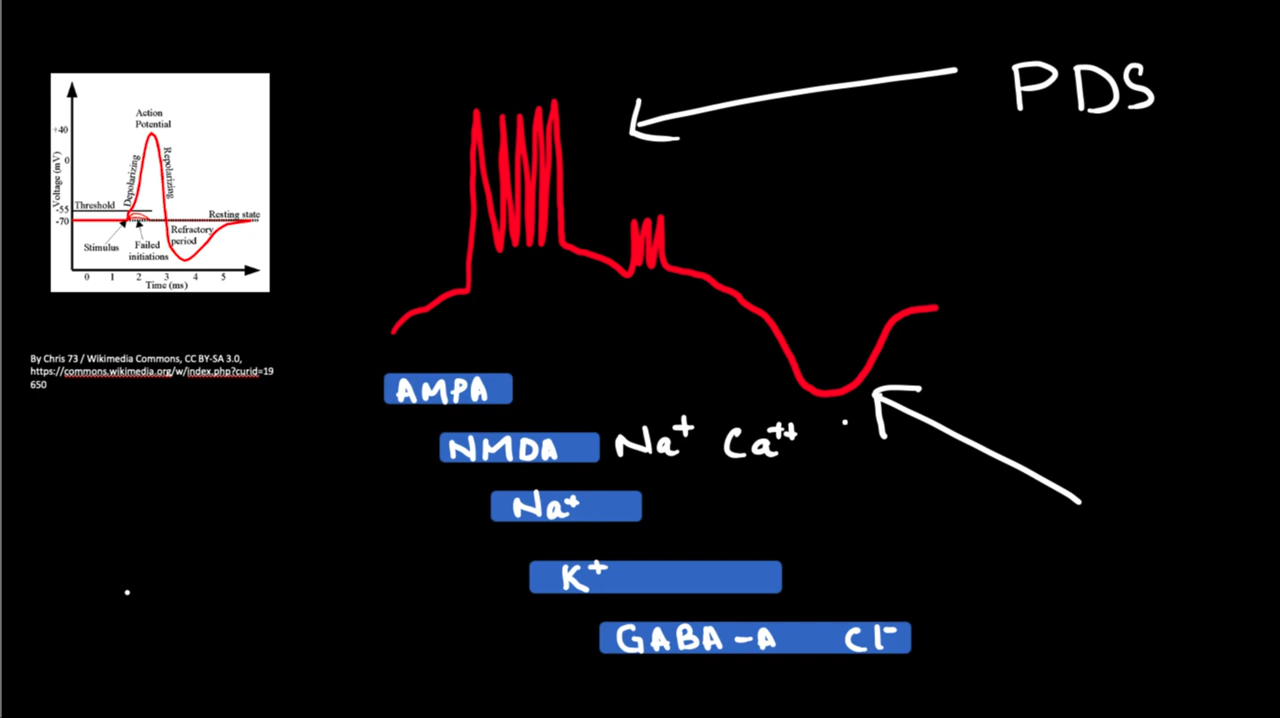 PDS
Action
Potential
+40
0
-55
-70
Voltage (mV)
Depolarizing
Repolarizing
Threshold
Resting state
Stimulus
Failed
initiations
Refractory
period
0 1 2 3 4 5
Time (ms)
By Chris 73 / Wikimedia Commons, CC BY-SA 3.0,
https://commons.wikimedia.org/w/index.php?curid=19
650
AMPA
NMDA Na+ Ca++
Na+
K+
GABA-A Cl-